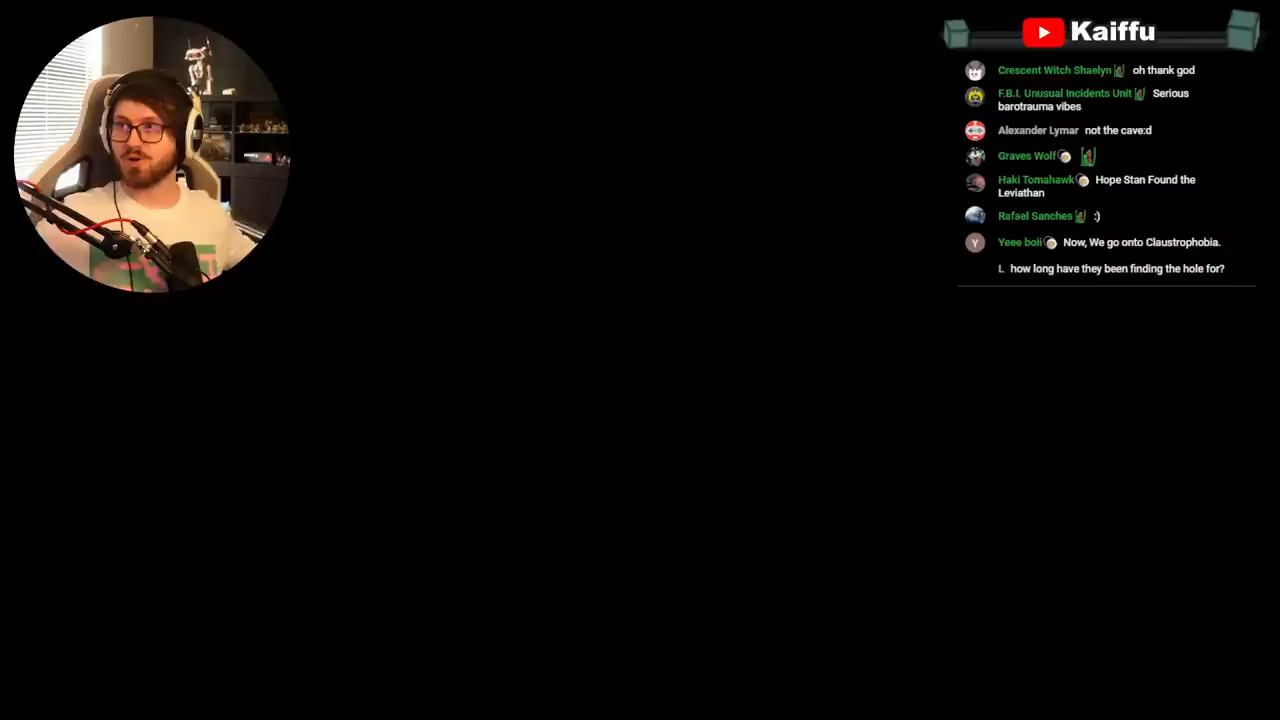 Kaiffu
Crescent Witch Shaelyn oh thank god
F.B.I. Unusual Incidents Unit Serious
barotrauma vibes
Alexander Lymar not the cave:d
Graves Wolf
Haki Tomahawk Hope Stan Found the
Leviathan
Rafael Sanches :)
Y Yeee boii Now, We go onto Claustrophobia.
L how long have they been finding the hole for?